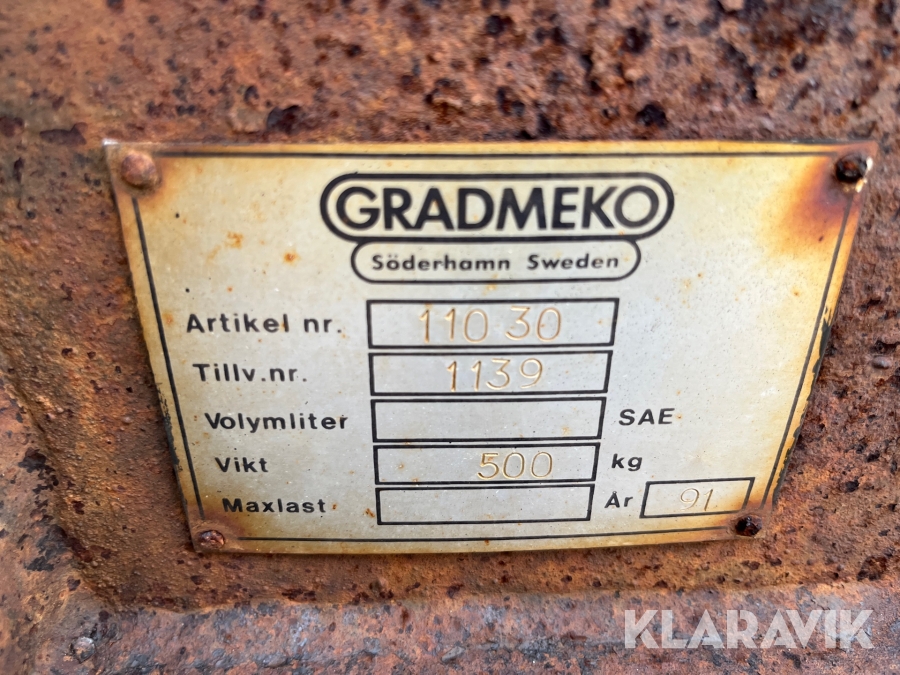 GRADMEKO
Söderhamn Sweden
Artikel nr. 110 30
Tillv.nr. 1139
Volymliter SAE
Vikt 500 kg
Maxlast År 91
KLARAVIK